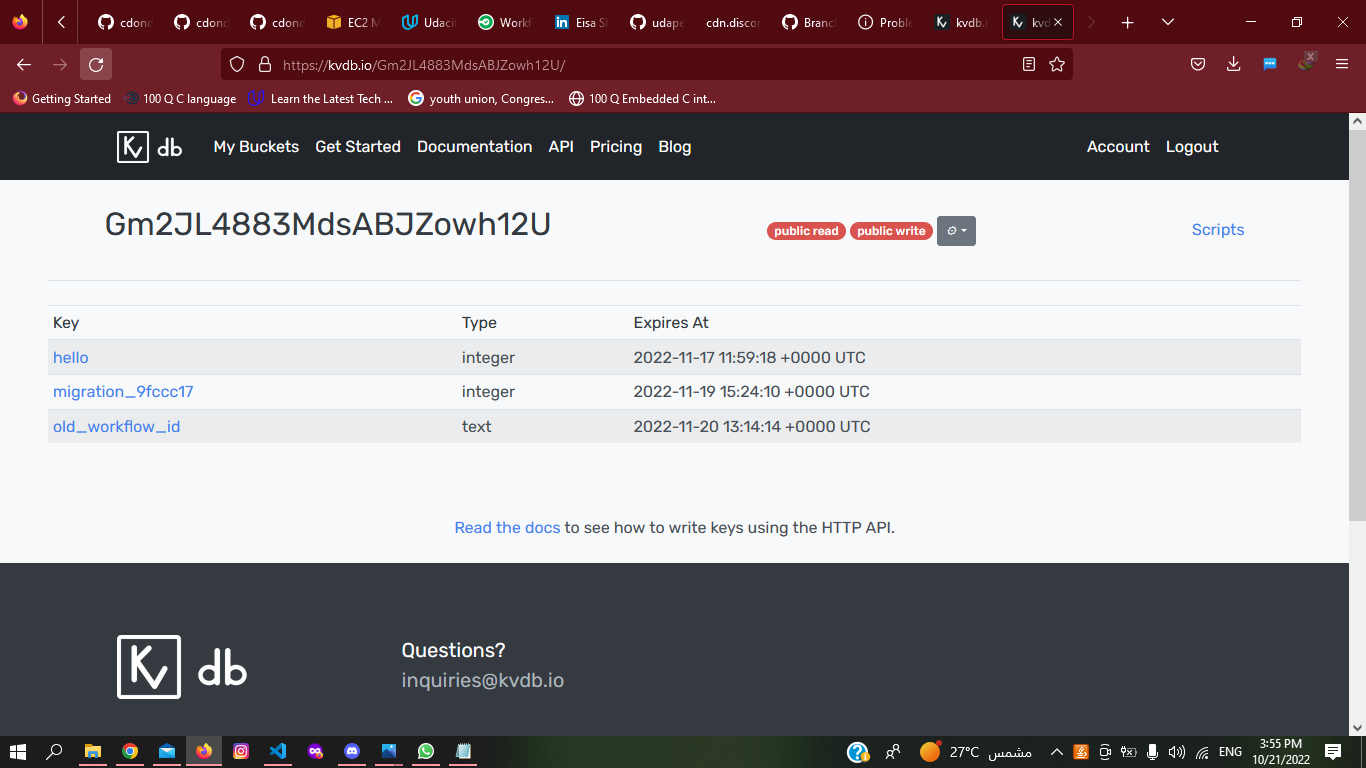 cdond
cdond
cdond
EC2 M
Udacit
Workf
Eisa S
udape
cdn.discor
Branc
Proble
kvdb.i
kvd
https://kvdb.io/Gm2JL4883MdsABJZowh12U/
Getting Started
100 Q C language
Learn the Latest Tech ...
youth union, Congres...
100 Q Embedded C int...
Kv db
My Buckets
Get Started
Documentation
API
Pricing
Blog
Account
Logout
Gm2JL4883MdsABJZowh12U
public read
public write
Scripts
Key Type Expires At
hello integer 2022-11-17 11:59:18 +0000 UTC
migration_9fccc17 integer 2022-11-19 15:24:10 +0000 UTC
old_workflow_id text 2022-11-20 13:14:14 +0000 UTC
Read the docs to see how to write keys using the HTTP API.
Kv db
Questions?
inquiries@kvdb.io
27°C مشمس
ENG
3:55 PM
10/21/2022